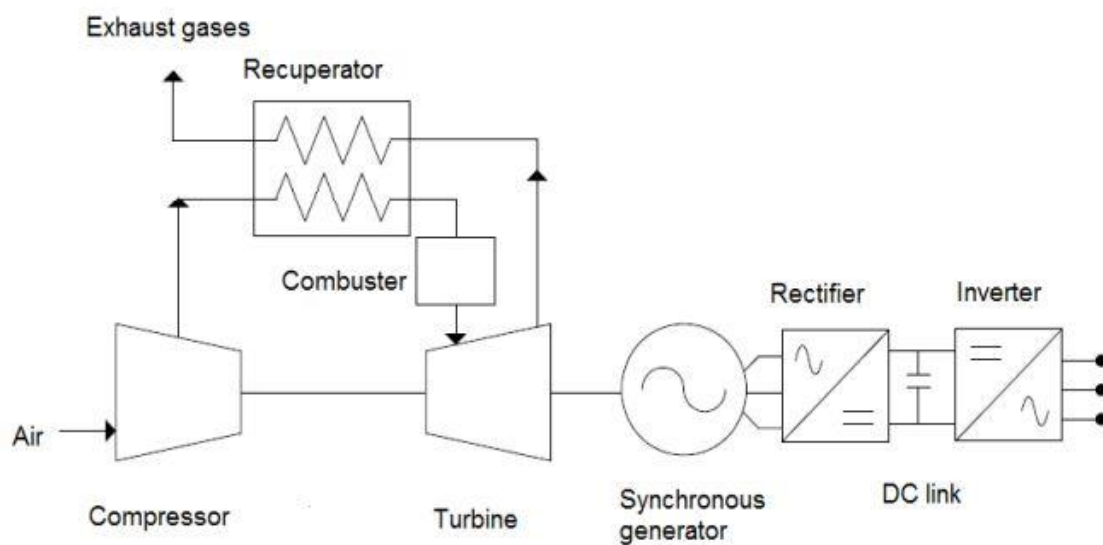 Exhaust gases
Recuperator
Combuster
Rectifier
Inverter
Air
Compressor
Turbine
Synchronous
generator
DC link